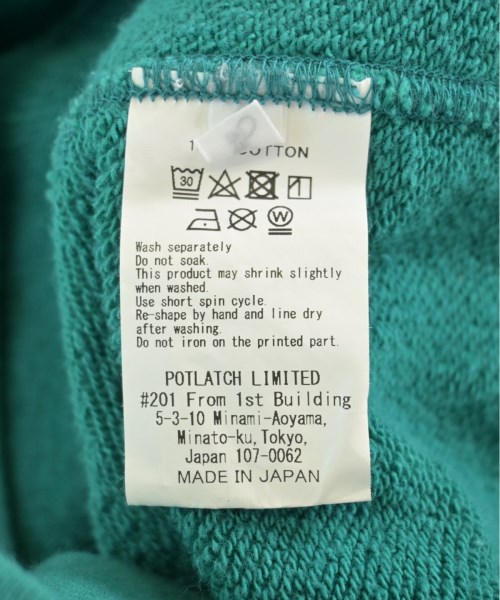 COTTON
30
W
Wash separately
Do not soak.
This product may shrink slightly
when washed.
Use short spin cycle.
Re-shape by hand and line dry
after washing.
Do not iron on the printed part.
POTLATCH LIMITED
#201 From 1st Building
5-3-10 Minami-Aoyama,
Minato-ku,Tokyo,
Japan 107-0062
MADE IN JAPAN